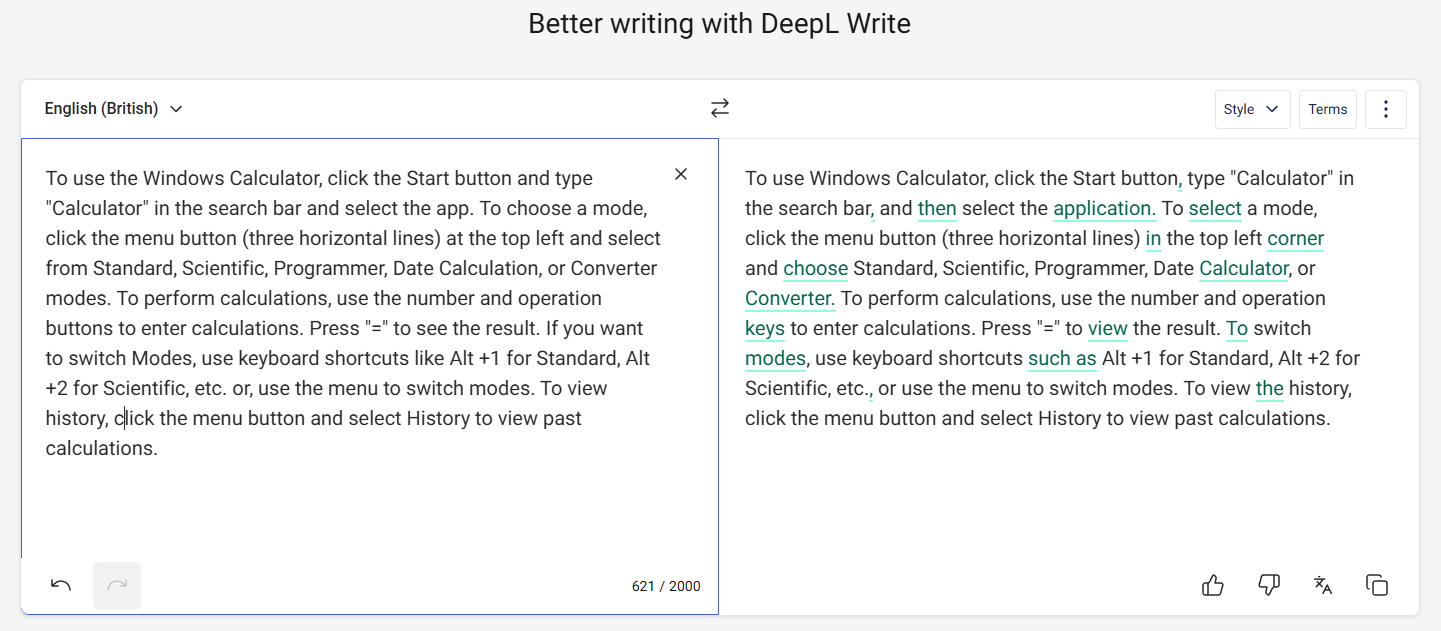 Better writing with DeepL Write
English (British)
Style
Terms
To use the Windows Calculator, click the Start button and type
"Calculator" in the search bar and select the app. To choose a mode,
click the menu button (three horizontal lines) at the top left and select
from Standard, Scientific, Programmer, Date Calculation, or Converter
modes. To perform calculations, use the number and operation
buttons to enter calculations. Press "=" to see the result. If you want
to switch Modes, use keyboard shortcuts like Alt +1 for Standard, Alt
+2 for Scientific, etc. or, use the menu to switch modes. To view
history, click the menu button and select History to view past
calculations.
621 / 2000
To use Windows Calculator, click the Start button, type "Calculator" in
the search bar, and then select the application. To select a mode,
click the menu button (three horizontal lines) in the top left corner
and choose Standard, Scientific, Programmer, Date Calculator, or
Converter. To perform calculations, use the number and operation
keys to enter calculations. Press "=" to view the result. To switch
modes, use keyboard shortcuts such as Alt +1 for Standard, Alt +2 for
Scientific, etc., or use the menu to switch modes. To view the history,
click the menu button and select History to view past calculations.